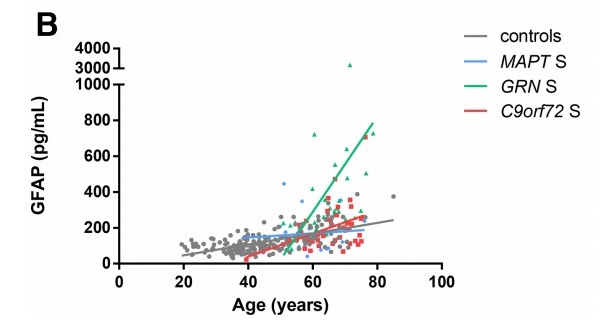 B
controls
MAPT S
GRN S
C9orf72 S
GFAP (pg/mL)
4000
3000
1000
800
600
400
200
0
0 20 40 60 80 100
Age (years)